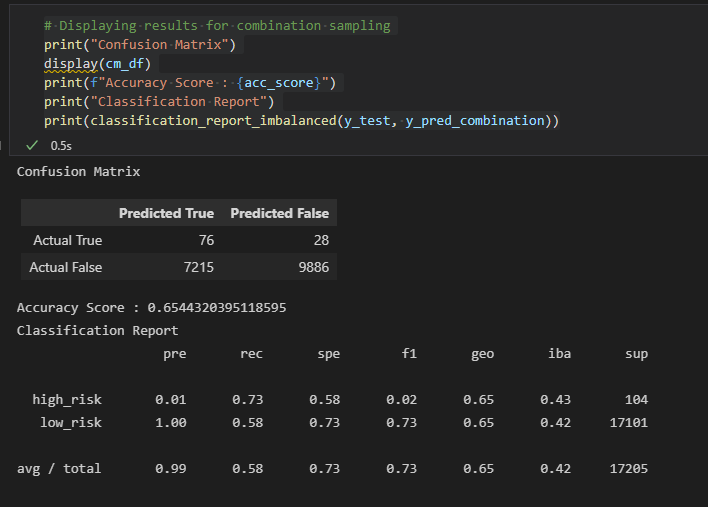 # Displaying results for combination sampling
print("Confusion Matrix")
display(cm_df)
print(f"Accuracy Score : {acc_score}")
print("Classification Report")
print(classification_report_imbalanced(y_test, y_pred_combination))
0.5s
Confusion Matrix
Predicted True Predicted False
Actual True 76 28
Actual False 7215 9886
Accuracy Score : 0.6544320395118595
Classification Report
pre rec spe f1 geo iba sup
high_risk 0.01 0.73 0.58 0.02 0.65 0.43 104
low_risk 1.00 0.58 0.73 0.73 0.65 0.42 17101
avg / total 0.99 0.58 0.73 0.73 0.65 0.42 17205